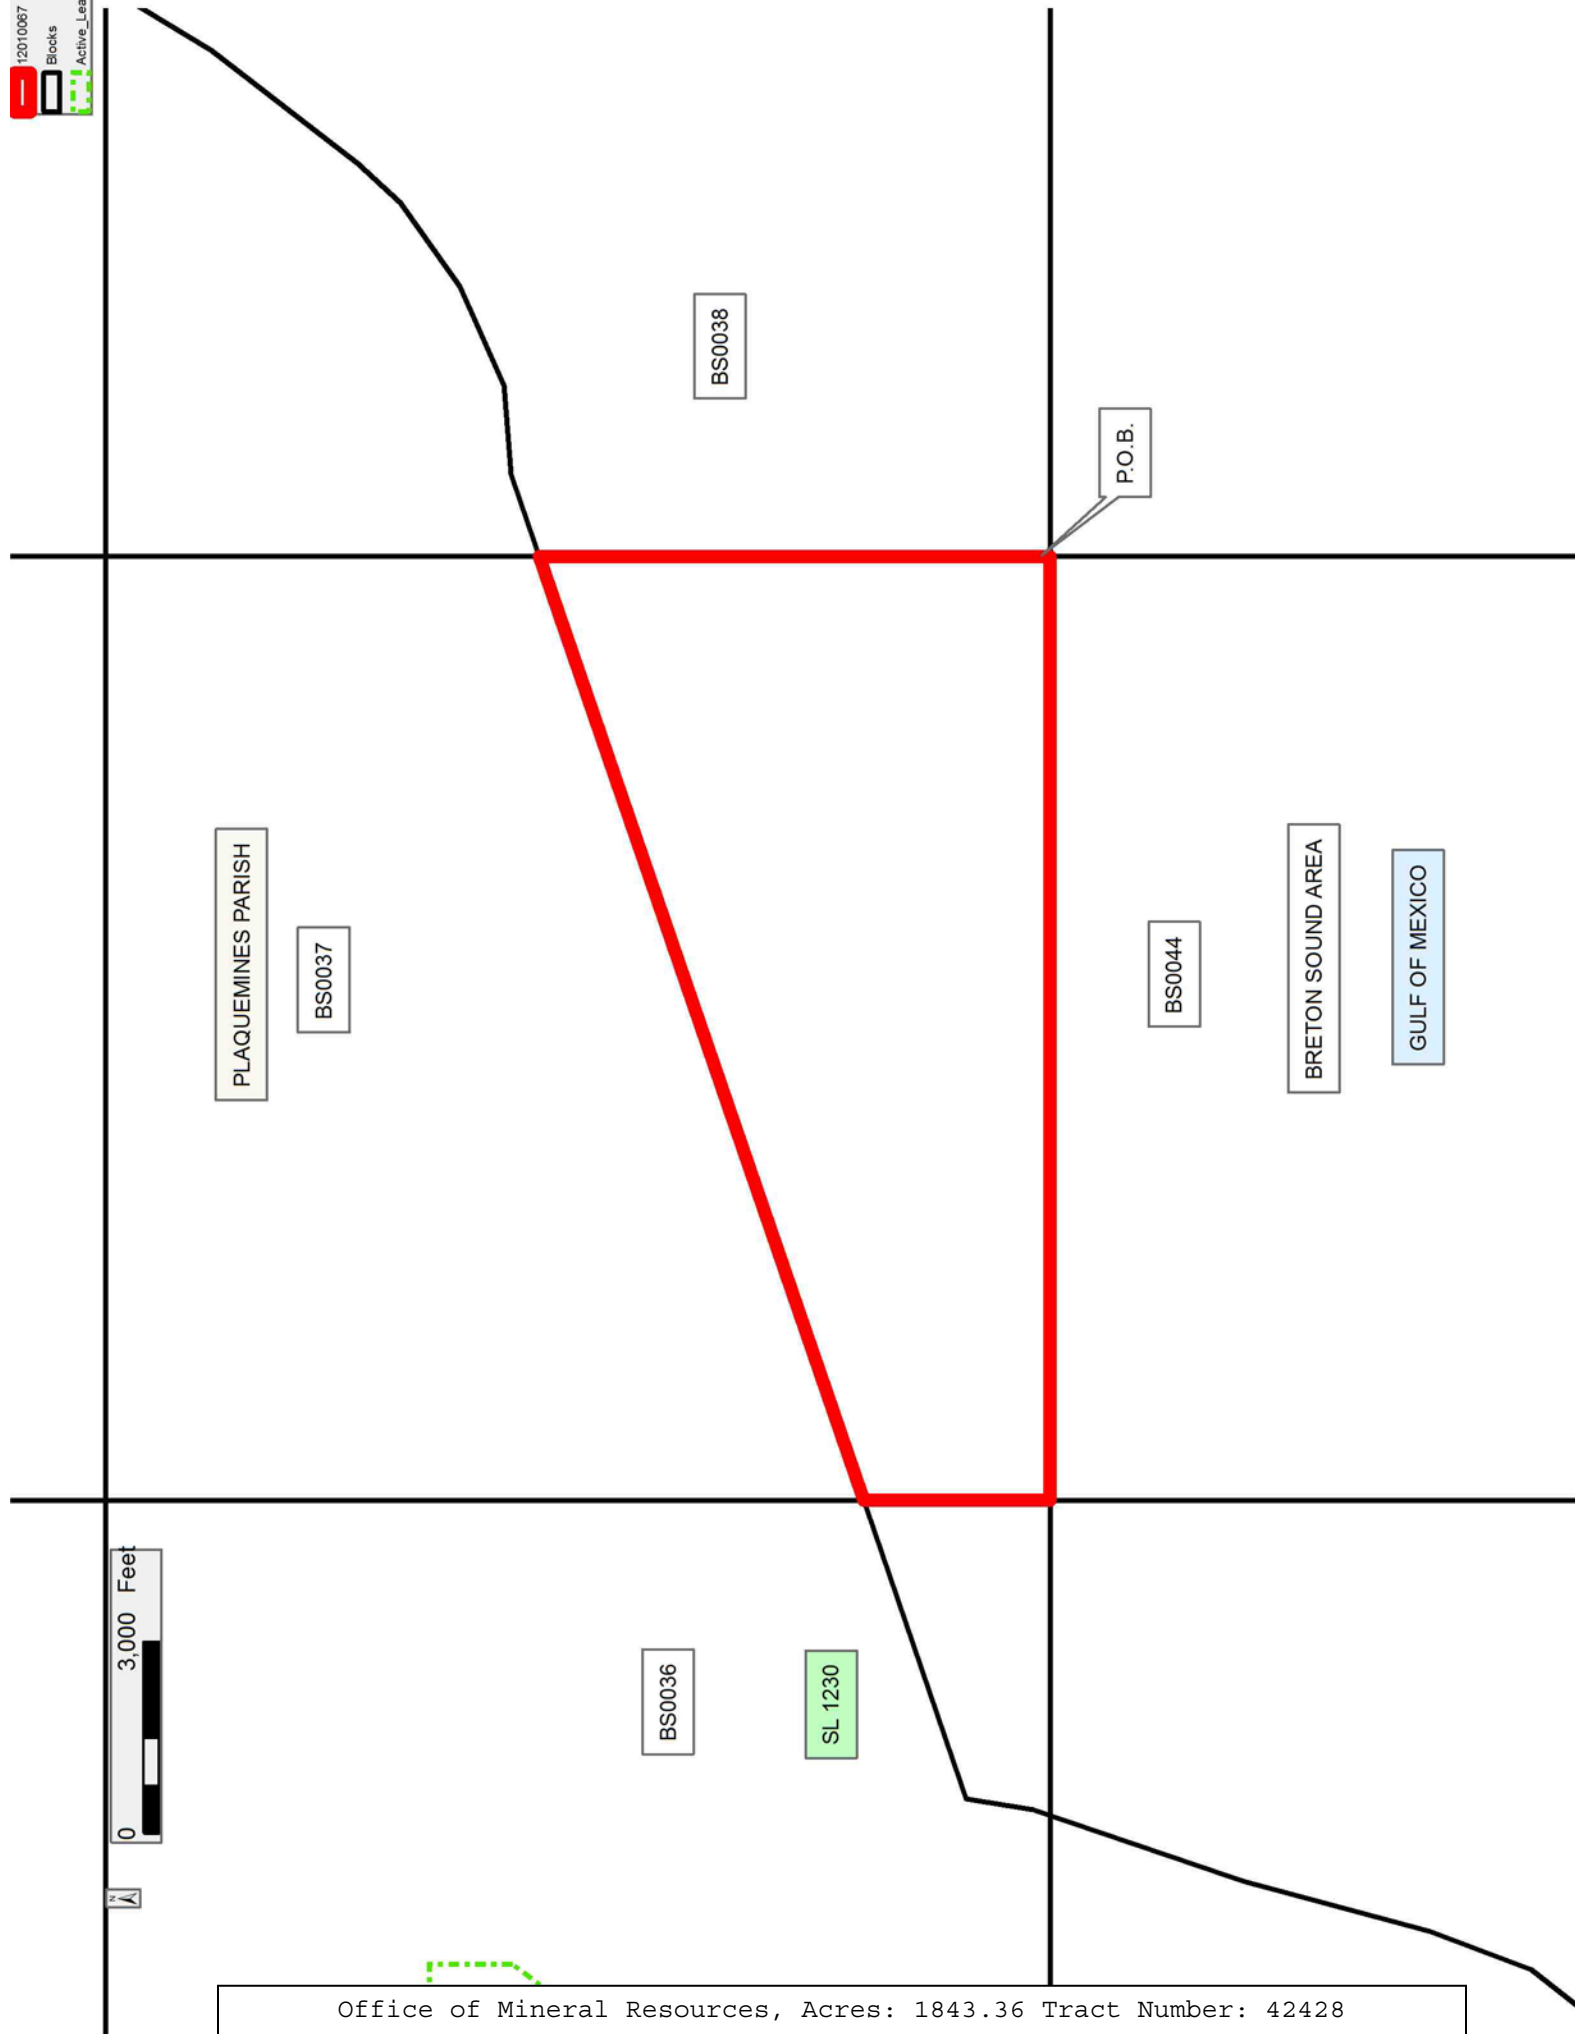 12010067
Blocks
Active_Lea
BS0038
P.O.B.
PLAQUEMINES PARISH
BS0037
BS0044
BRETON SOUND AREA
GULF OF MEXICO
0 3,000 Feet
BS0036
SL 1230
N
Office of Mineral Resources, Acres: 1843.36 Tract Number: 42428